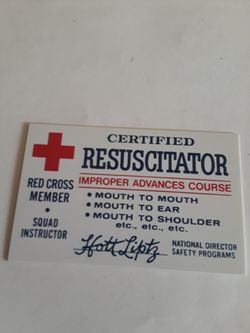 CERTIFIED
RESUSCITATOR
IMPROPER ADVANCES COURSE
RED CROSS
MEMBER
•
SQUAD
INSTRUCTOR
• MOUTH TO MOUTH
• MOUTH TO EAR
• MOUTH TO SHOULDER
etc., etc., etc.
Hott Liptz
NATIONAL DIRECTOR
SAFETY PROGRAMS